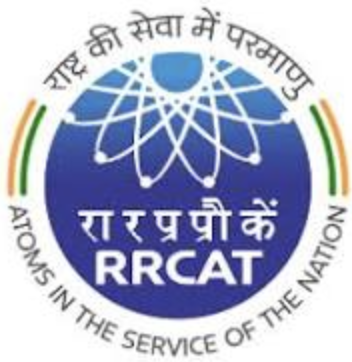 राष्ट्र की सेवा में परमाणु
रा र प्र प्रौ कें
RRCAT
ATOMS IN THE SERVICE OF THE NATION